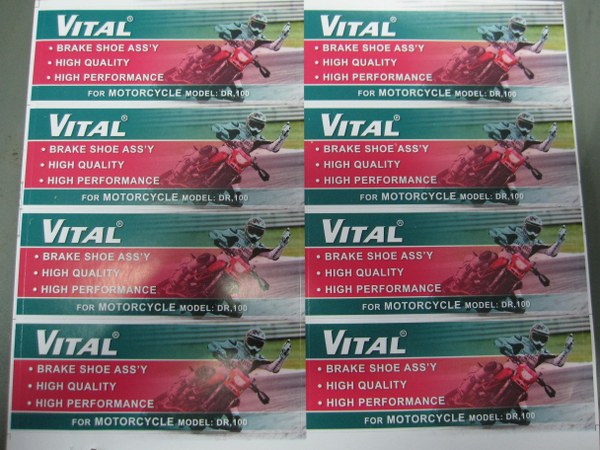 VITAL®
• BRAKE SHOE ASS'Y
• HIGH QUALITY
• HIGH PERFORMANCE
FOR MOTORCYCLE MODEL: DR,100
VITAL®
• BRAKE SHOE ASS'Y
• HIGH QUALITY
• HIGH PERFORMANCE
FOR MOTORCYCLE MODEL: DR,100
VITAL®
• BRAKE SHOE ASS'Y
• HIGH QUALITY
• HIGH PERFORMANCE
FOR MOTORCYCLE MODEL: DR,100
VITAL®
• BRAKE SHOE ASS'Y
• HIGH QUALITY
• HIGH PERFORMANCE
FOR MOTORCYCLE MODEL: DR,100
VITAL®
• BRAKE SHOE ASS'Y
• HIGH QUALITY
• HIGH PERFORMANCE
FOR MOTORCYCLE MODEL: DR,100
VITAL®
• BRAKE SHOE ASS'Y
• HIGH QUALITY
• HIGH PERFORMANCE
FOR MOTORCYCLE MODEL: DR,100
VITAL®
• BRAKE SHOE ASS'Y
• HIGH QUALITY
• HIGH PERFORMANCE
FOR MOTORCYCLE MODEL: DR,100
VITAL®
• BRAKE SHOE ASS'Y
• HIGH QUALITY
• HIGH PERFORMANCE
FOR MOTORCYCLE MODEL: DR,100